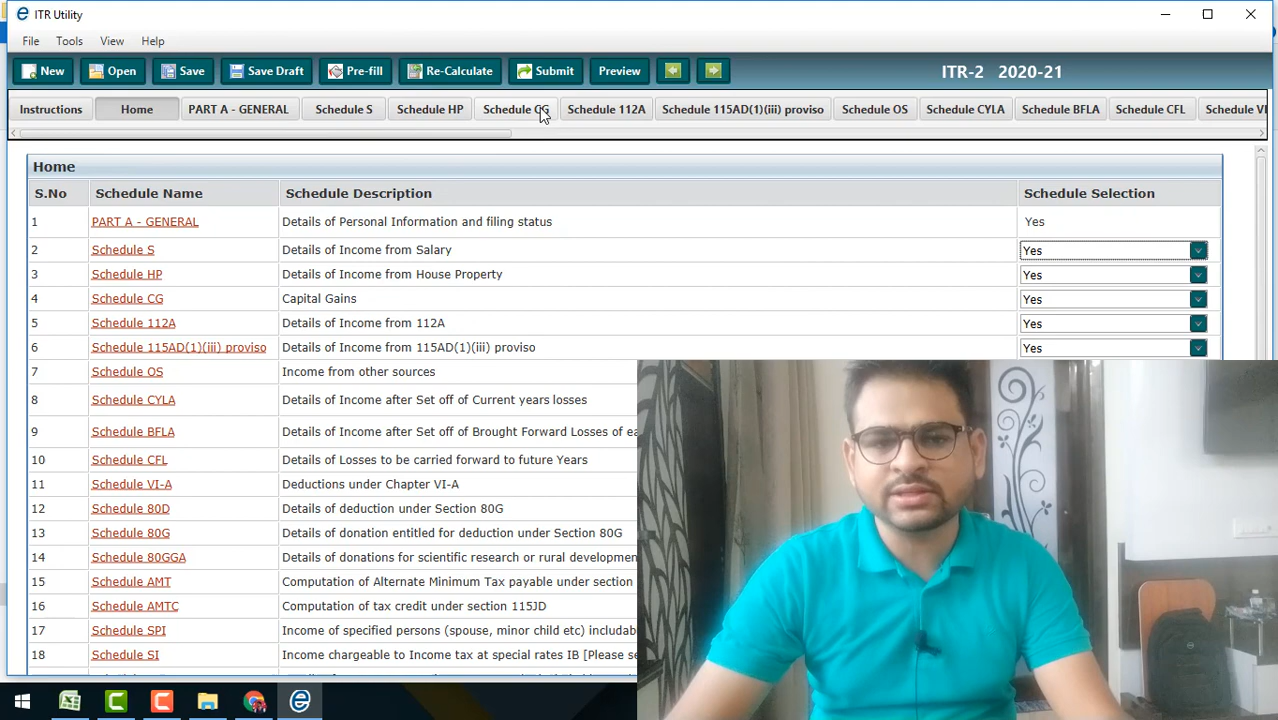 ITR Utility
File Tools View Help
New Open Save Save Draft Pre-fill Re-Calculate Submit Preview
ITR-2 2020-21
Instructions Home PART A - GENERAL Schedule S Schedule HP Schedule CG Schedule 112A Schedule 115AD(1)(iii) proviso Schedule OS Schedule CYLA Schedule BFLA Schedule CFL Schedule VI
Home
S.No Schedule Name Schedule Description Schedule Selection
1 PART A - GENERAL Details of Personal Information and filing status Yes
2 Schedule S Details of Income from Salary Yes
3 Schedule HP Details of Income from House Property Yes
4 Schedule CG Capital Gains Yes
5 Schedule 112A Details of Income from 112A Yes
6 Schedule 115AD(1)(iii) proviso Details of Income from 115AD(1)(iii) proviso Yes
7 Schedule OS Income from other sources
8 Schedule CYLA Details of Income after Set off of Current years losses
9 Schedule BFLA Details of Income after Set off of Brought Forward Losses of ea
10 Schedule CFL Details of Losses to be carried forward to future Years
11 Schedule VI-A Deductions under Chapter VI-A
12 Schedule 80D Details of deduction under Section 80G
13 Schedule 80G Details of donation entitled for deduction under Section 80G
14 Schedule 80GGA Details of donations for scientific research or rural developmen
15 Schedule AMT Computation of Alternate Minimum Tax payable under section
16 Schedule AMTC Computation of tax credit under section 115JD
17 Schedule SPI Income of specified persons (spouse, minor child etc) includab
18 Schedule SI Income chargeable to Income tax at special rates IB [Please se